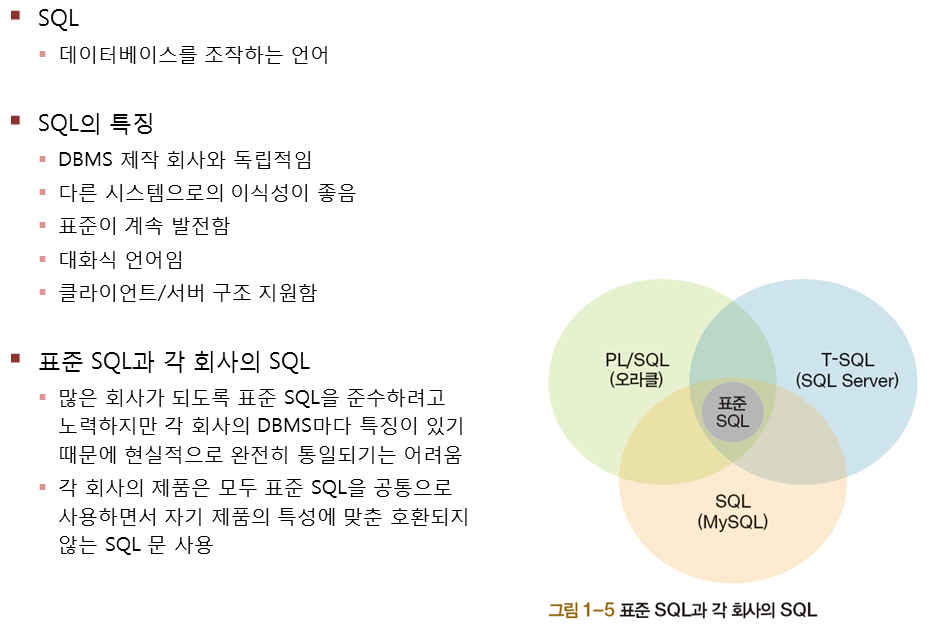 SQL
데이터베이스를 조작하는 언어
SQL의 특징
DBMS 제작 회사와 독립적임
다른 시스템으로의 이식성이 좋음
표준이 계속 발전함
대화식 언어임
클라이언트/서버 구조 지원함
표준 SQL과 각 회사의 SQL
많은 회사가 되도록 표준 SQL을 준수하려고
노력하지만 각 회사의 DBMS마다 특징이 있기
때문에 현실적으로 완전히 통일되기는 어려움
각 회사의 제품은 모두 표준 SQL을 공통으로
사용하면서 자기 제품의 특성에 맞춘 호환되지
않는 SQL 문 사용
PL/SQL
(오라클)
T-SQL
(SQL Server)
표준
SQL
SQL
(MySQL)
그림 1-5 표준 SQL과 각 회사의 SQL